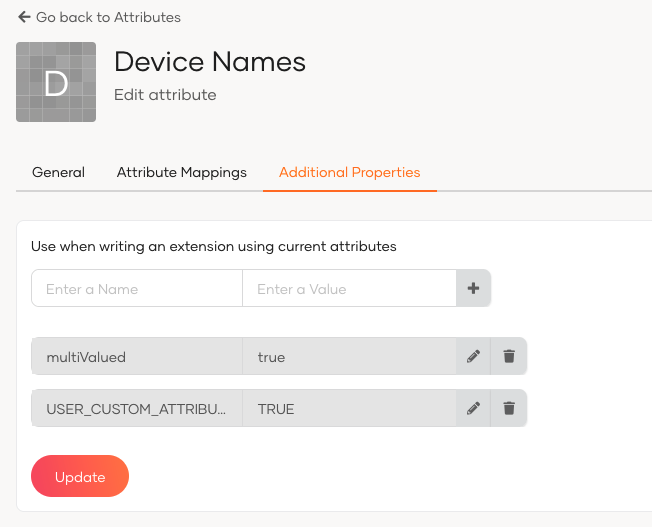 Go back to Attributes
D
Device Names
Edit attribute
General Attribute Mappings Additional Properties
Use when writing an extension using current attributes
Enter a Name Enter a Value
multiValued true
USER_CUSTOM_ATTRIBU... TRUE
Update